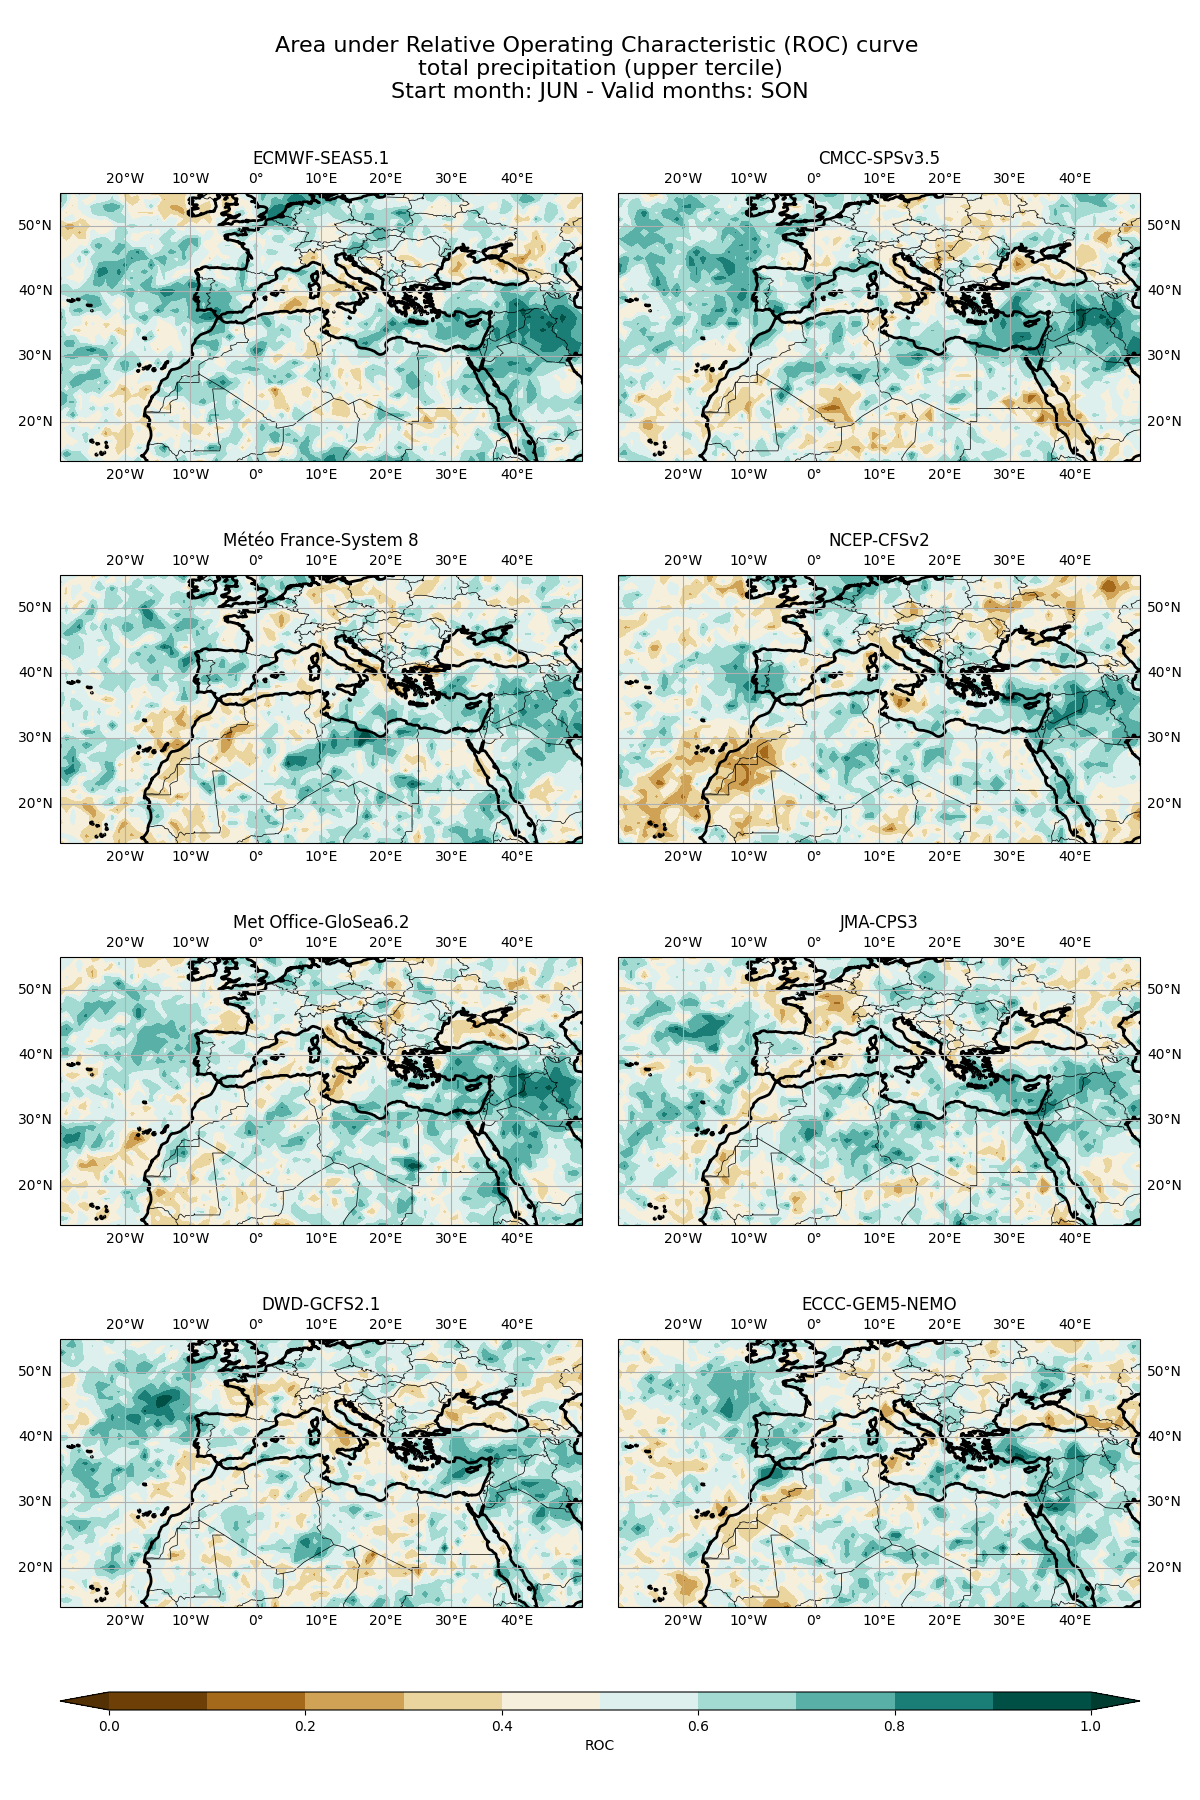 Area under Relative Operating Characteristic (ROC) curve
total precipitation (upper tercile)
Start month: JUN - Valid months: SON
ECMWF-SEAS5.1
20°W 10°W 0° 10°E 20°E 30°E 40°E
50°N
40°N
30°N
20°N
20°W 10°W 0° 10°E 20°E 30°E 40°E
CMCC-SPSv3.5
20°W 10°W 0° 10°E 20°E 30°E 40°E
50°N
40°N
30°N
20°N
20°W 10°W 0° 10°E 20°E 30°E 40°E
Météo France-System 8
20°W 10°W 0° 10°E 20°E 30°E 40°E
50°N
40°N
30°N
20°N
20°W 10°W 0° 10°E 20°E 30°E 40°E
NCEP-CFSv2
20°W 10°W 0° 10°E 20°E 30°E 40°E
50°N
40°N
30°N
20°N
20°W 10°W 0° 10°E 20°E 30°E 40°E
Met Office-GloSea6.2
20°W 10°W 0° 10°E 20°E 30°E 40°E
50°N
40°N
30°N
20°N
20°W 10°W 0° 10°E 20°E 30°E 40°E
JMA-CPS3
20°W 10°W 0° 10°E 20°E 30°E 40°E
50°N
40°N
30°N
20°N
20°W 10°W 0° 10°E 20°E 30°E 40°E
DWD-GCFS2.1
20°W 10°W 0° 10°E 20°E 30°E 40°E
50°N
40°N
30°N
20°N
20°W 10°W 0° 10°E 20°E 30°E 40°E
ECCC-GEM5-NEMO
20°W 10°W 0° 10°E 20°E 30°E 40°E
50°N
40°N
30°N
20°N
20°W 10°W 0° 10°E 20°E 30°E 40°E
0.0 0.2 0.4 0.6 0.8 1.0
ROC